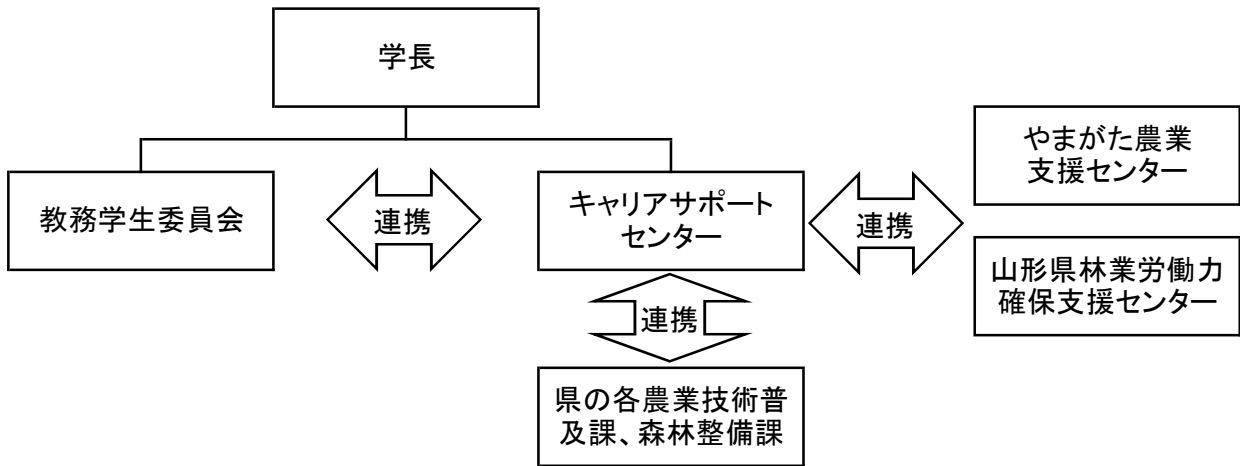 学長
教務学生委員会
連携
キャリアサポート
センター
連携
やまがた農業
支援センター
山形県林業労働力
確保支援センター
連携
県の各農業技術普
及課、森林整備課